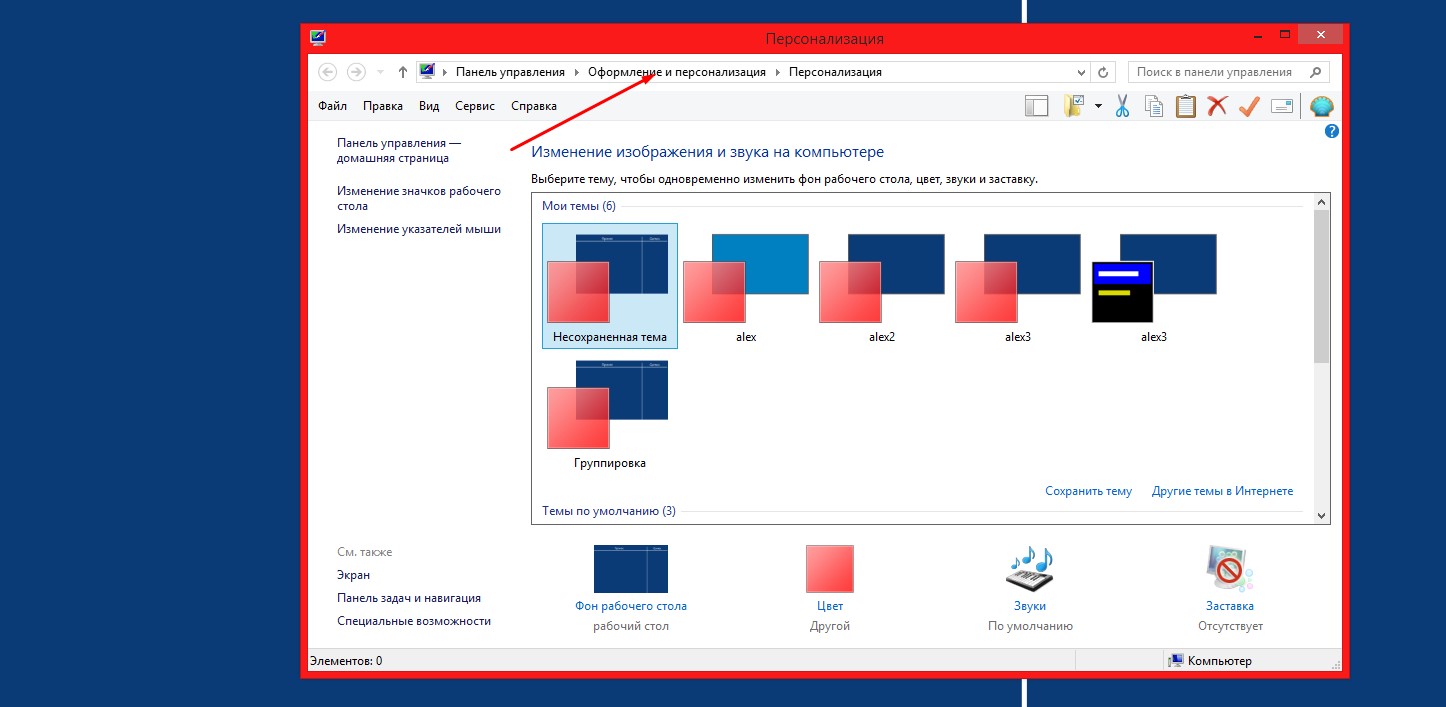 Персонализация
Панель управления Оформление и персонализация Персонализация Поиск в панели управления
Файл Правка Вид Сервис Справка
Панель управления —
домашняя страница
Изменение значков рабочего
стола
Изменение указателей мыши
Изменение изображения и звука на компьютере
Выберите тему, чтобы одновременно изменить фон рабочего стола, цвет, звуки и заставку.
Мои темы (6)
Несохраненная тема alex alex2 alex3 alex3
Группировка
Сохранить тему Другие темы в Интернете
Темы по умолчанию (3)
См. также
Экран
Панель задач и навигация
Специальные возможности
Фон рабочего стола Цвет Звуки Заставка
рабочий стол Другой По умолчанию Отсутствует
Элементов: 0 Компьютер